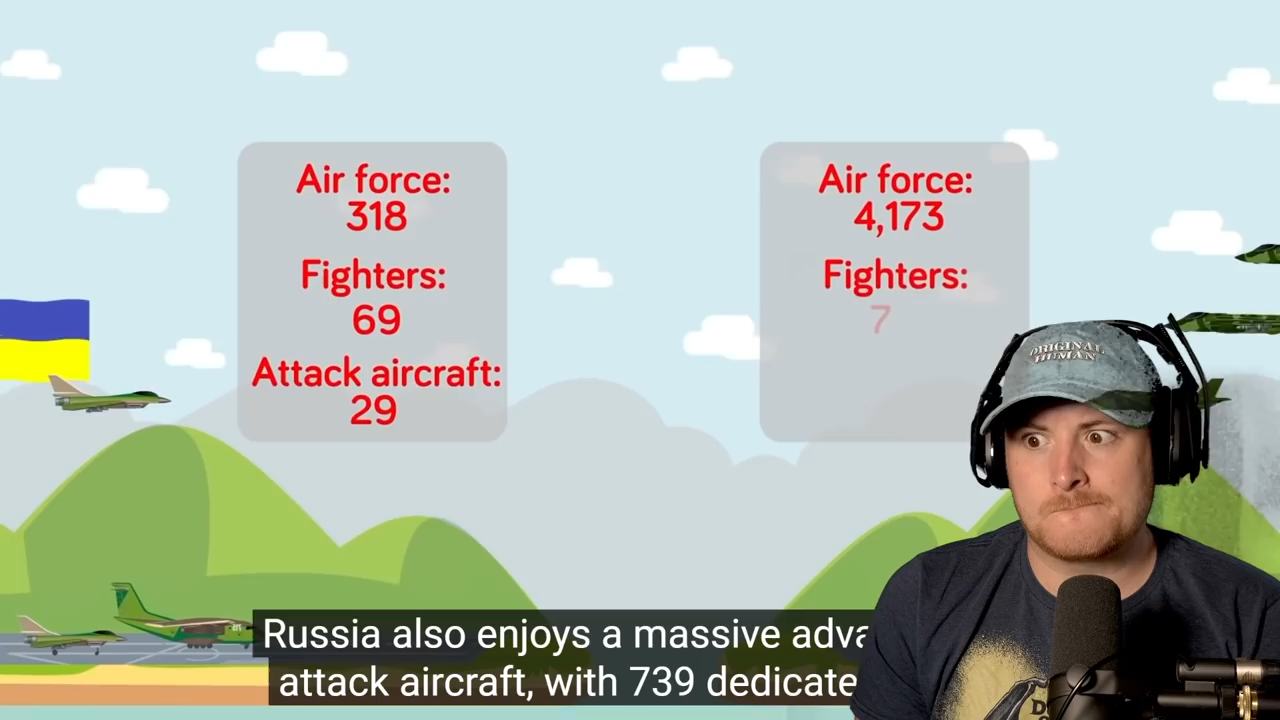 Air force:
318
Fighters:
69
Attack aircraft:
29
Air force:
4,173
Fighters:
7
ORIGINAL
HUMAN
Russia also enjoys a massive adva
attack aircraft, with 739 dedicate